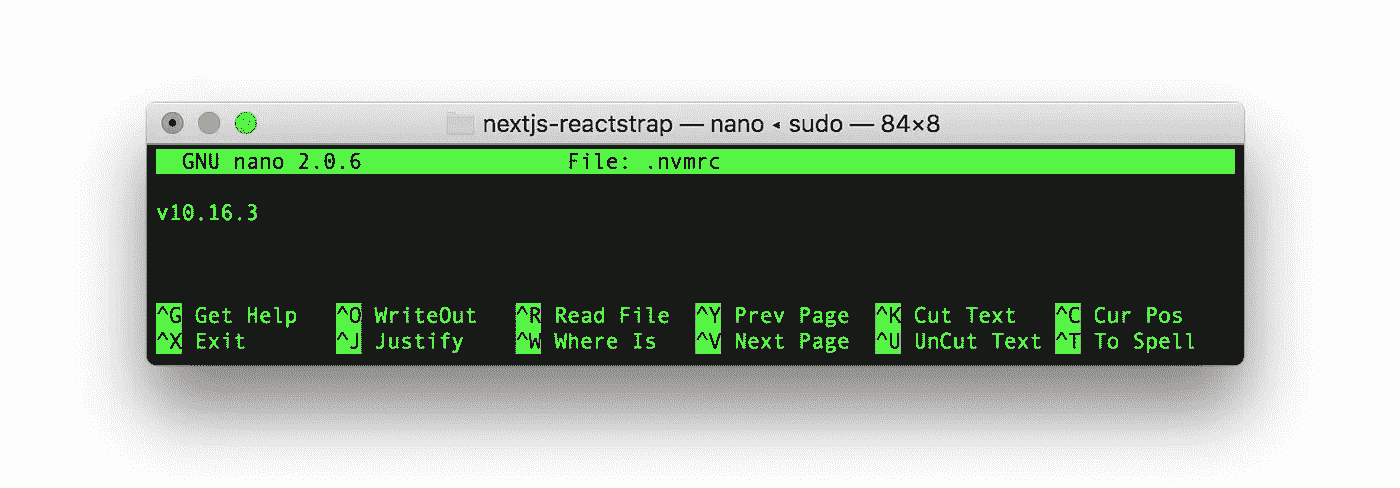 nextjs-reactstrap — nano ◂ sudo — 84×8
GNU nano 2.0.6 File: .nvmrc
v10.16.3
^G Get Help ^O WriteOut ^R Read File ^Y Prev Page ^K Cut Text ^C Cur Pos
^X Exit ^J Justify ^W Where Is ^V Next Page ^U UnCut Text ^T To Spell